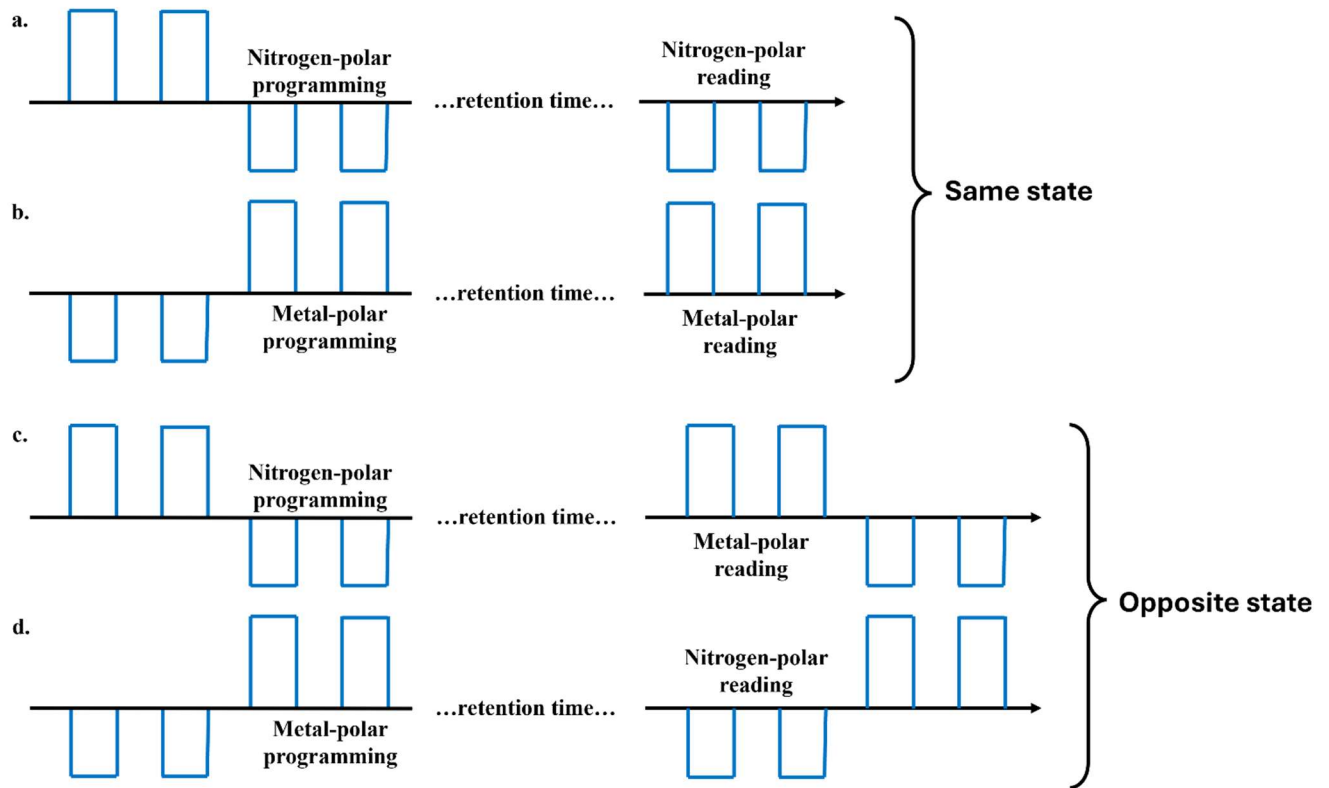 a.
Nitrogen-polar
programming
…retention time…
Nitrogen-polar
reading
b.
Metal-polar
programming
…retention time…
Metal-polar
reading
Same state
c.
Nitrogen-polar
programming
…retention time…
Metal-polar
reading
d.
Metal-polar
programming
…retention time…
Nitrogen-polar
reading
Opposite state